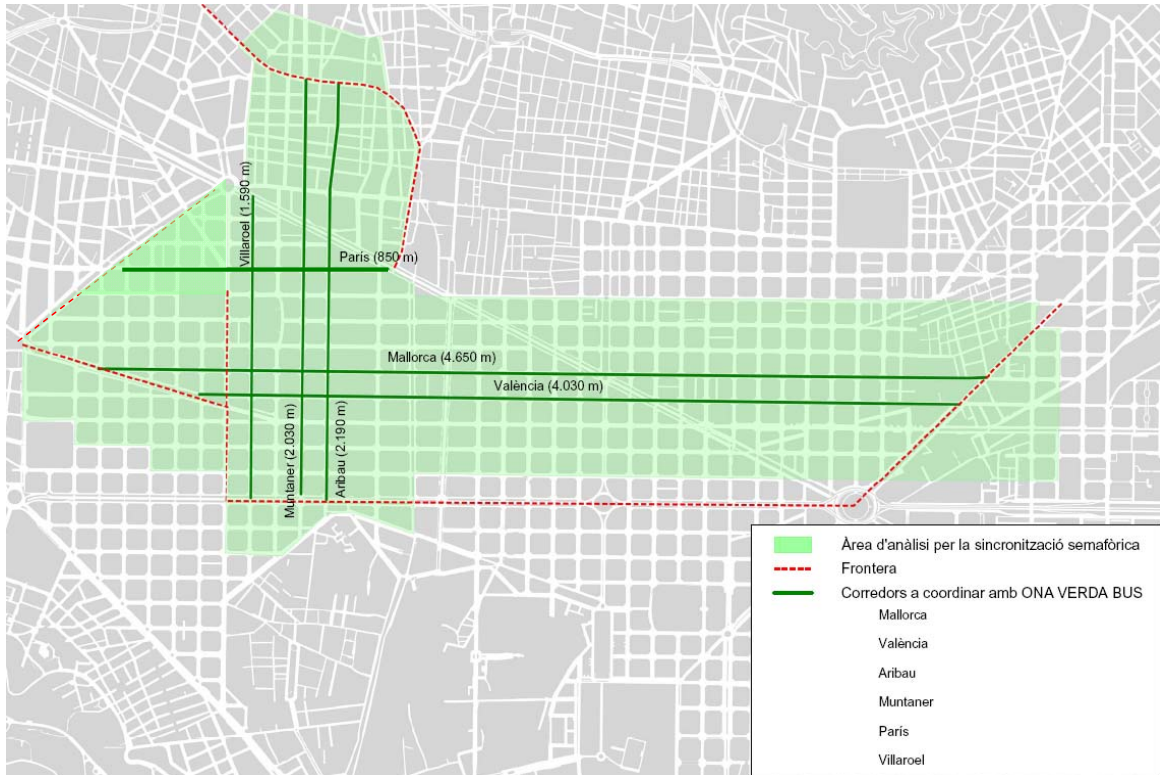 Villaroel (1.590 m)
París (850 m)
Mallorca (4.650 m)
València (4.030 m)
Muntaner (2.030 m)
Aribau (2.190 m)
Àrea d'anàlisi per la sincronització semafòrica
Frontera
Corredors a coordinar amb ONA VERDA BUS
Mallorca
València
Aribau
Muntaner
París
Villaroel